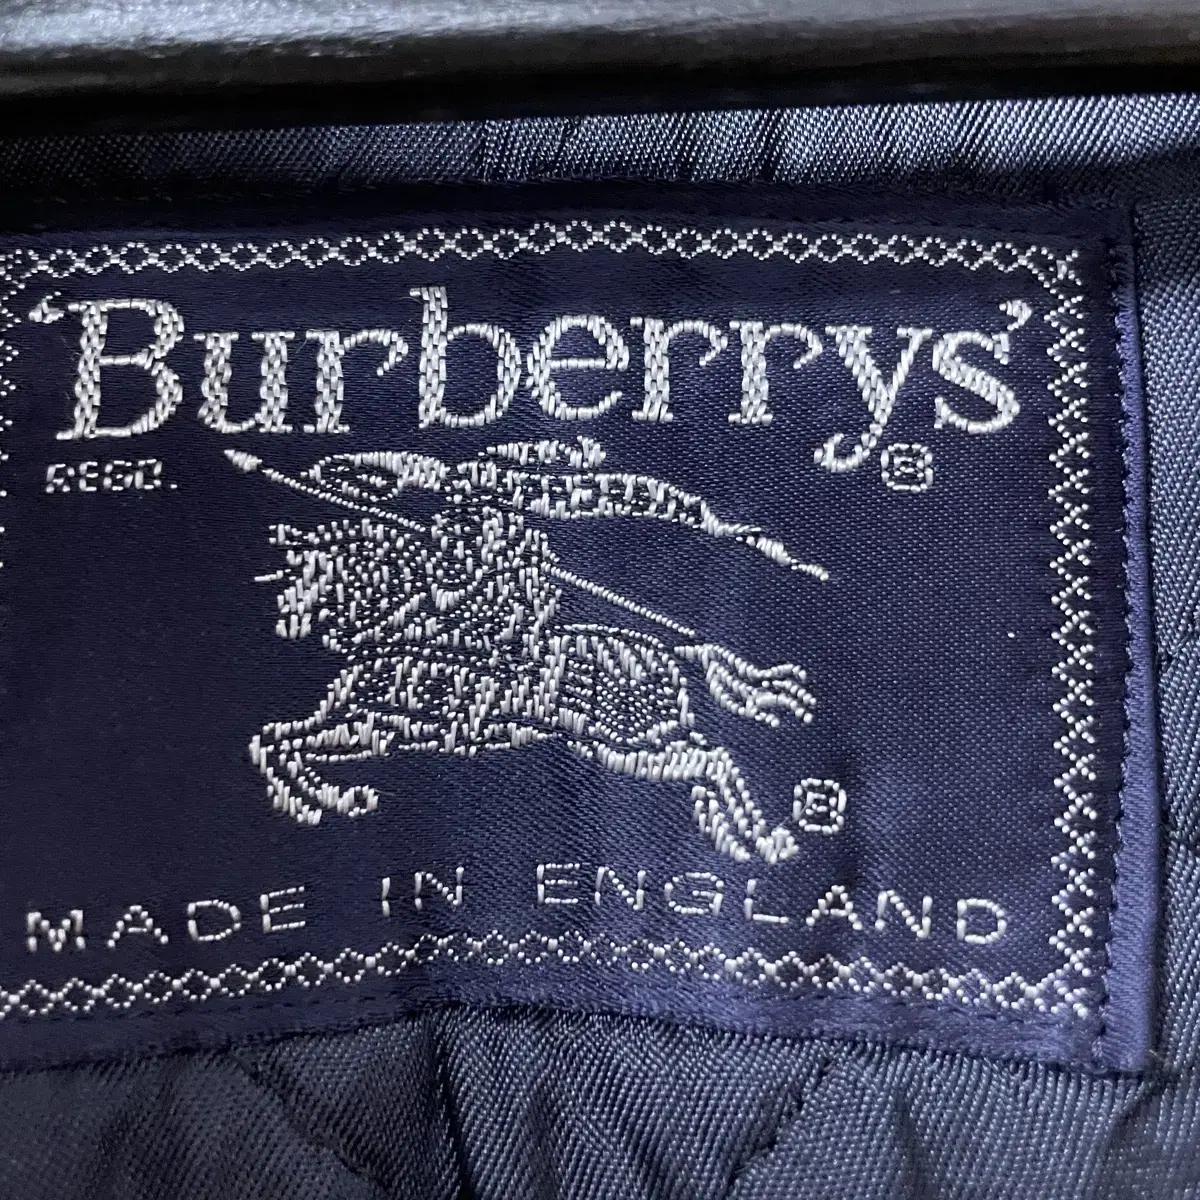 'Burberrys'®
REGD.
®
MADE IN ENGLAND